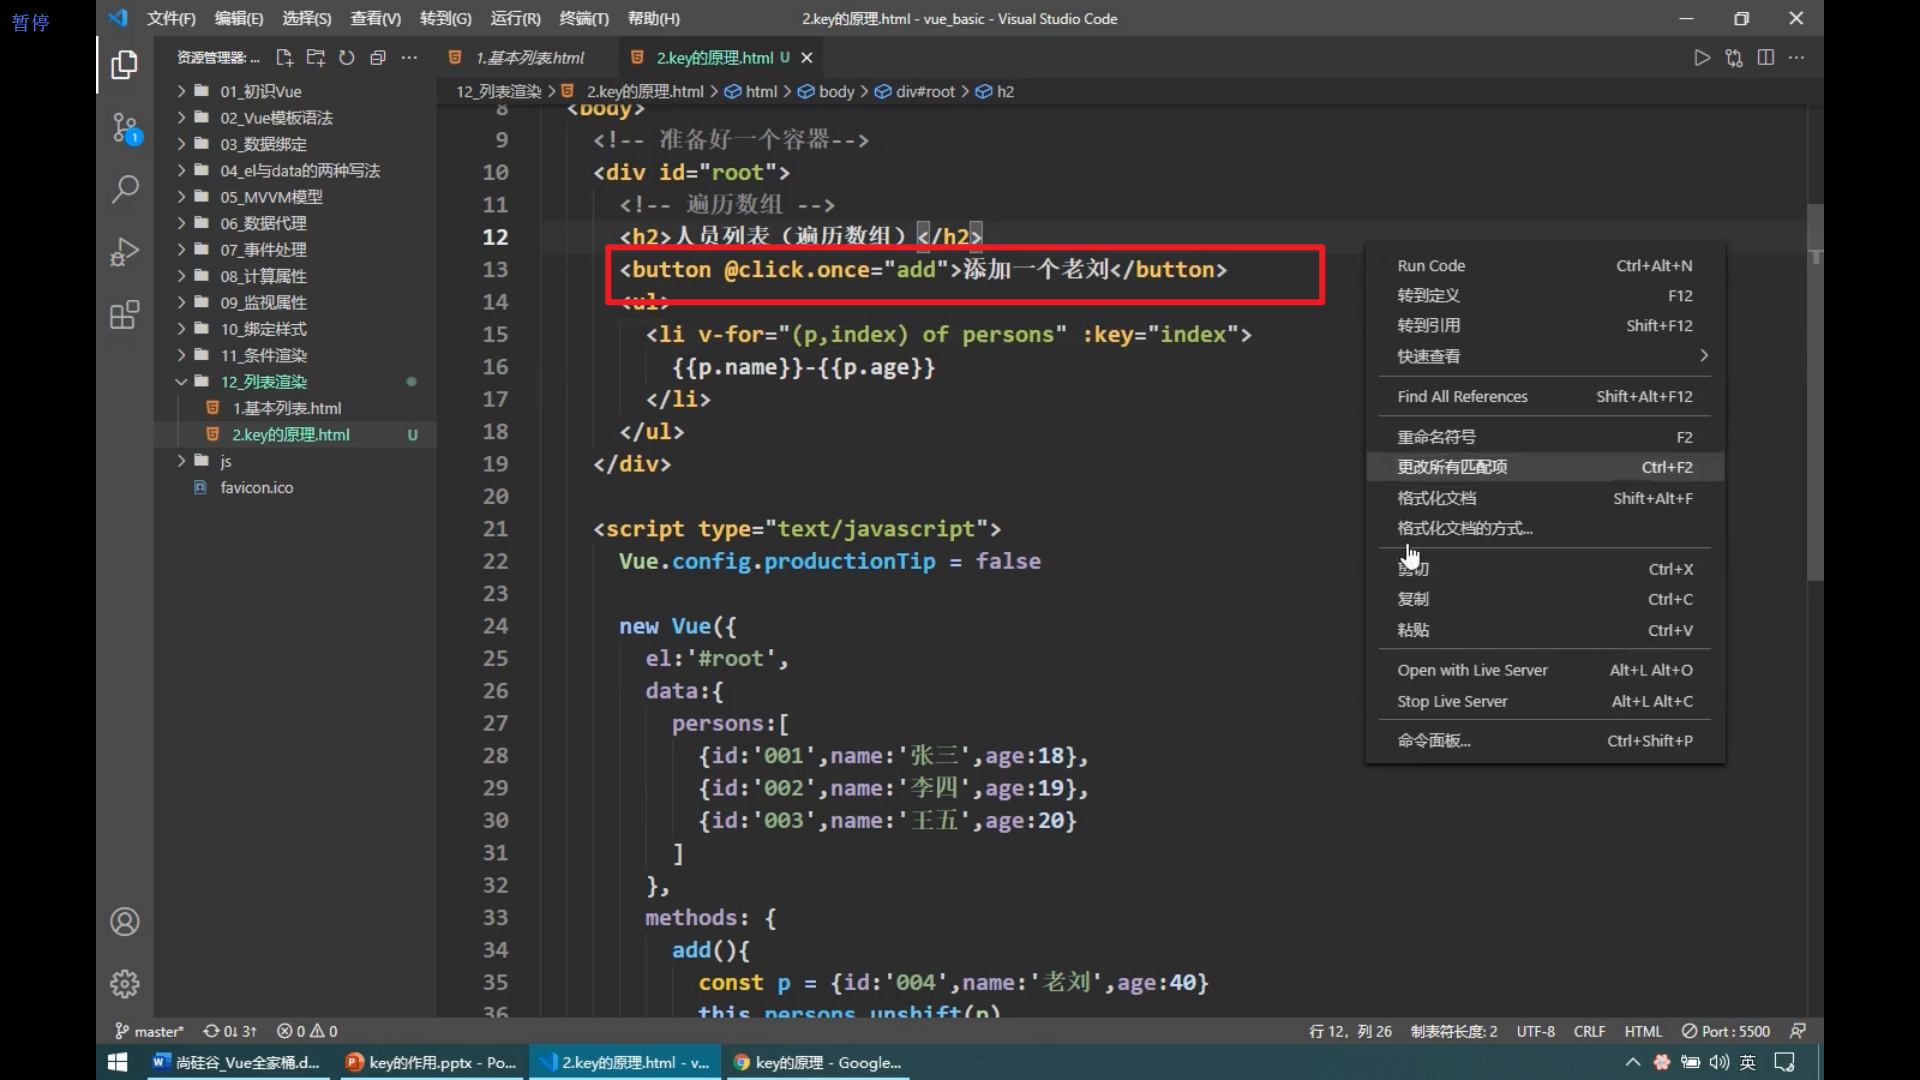 暂停
文件(F) 编辑(E) 选择(S) 查看(V) 转到(G) 运行(R) 终端(T) 帮助(H) 2.key的原理.html - vue_basic - Visual Studio Code
资源管理器: ...
1.基本列表.html 2.key的原理.html U
12_列表渲染 > 2.key的原理.html > html > body > div#root > h2
01_初识Vue
02_Vue模板语法
03_数据绑定
04_el与data的两种写法
05_MVVM模型
06_数据代理
07_事件处理
08_计算属性
09_监视属性
10_绑定样式
11_条件渲染
12_列表渲染
1.基本列表.html
2.key的原理.html U
js
favicon.ico
1
8 <body>
9 <!-- 准备好一个容器-->
10 <div id="root">
11 <!-- 遍历数组 -->
12 <h2>人员列表（遍历数组）</h2>
13 <button @click.once="add">添加一个老刘</button>
14 <ul>
15 <li v-for="(p,index) of persons" :key="index">
16 {{p.name}}-{{p.age}}
17 </li>
18 </ul>
19 </div>
20
21 <script type="text/javascript">
22 Vue.config.productionTip = false
23
24 new Vue({
25 el:'#root',
26 data:{
27 persons:[
28 {id:'001',name:'张三',age:18},
29 {id:'002',name:'李四',age:19},
30 {id:'003',name:'王五',age:20}
31 ]
32 },
33 methods: {
34 add(){
35 const p = {id:'004',name:'老刘',age:40}
36 this.persons.unshift(p)
Run Code Ctrl+Alt+N
转到定义 F12
转到引用 Shift+F12
快速查看
Find All References Shift+Alt+F12
重命名符号 F2
更改所有匹配项 Ctrl+F2
格式化文档 Shift+Alt+F
格式化文档的方式...
剪切 Ctrl+X
复制 Ctrl+C
粘贴 Ctrl+V
Open with Live Server Alt+L Alt+O
Stop Live Server Alt+L Alt+C
命令面板... Ctrl+Shift+P
master* 0↓ 3↑ 0 0 行 12，列 26 制表符长度: 2 UTF-8 CRLF HTML Port : 5500
尚硅谷_Vue全家桶.d... key的作用.pptx - Po... 2.key的原理.html - v... key的原理 - Google... 英